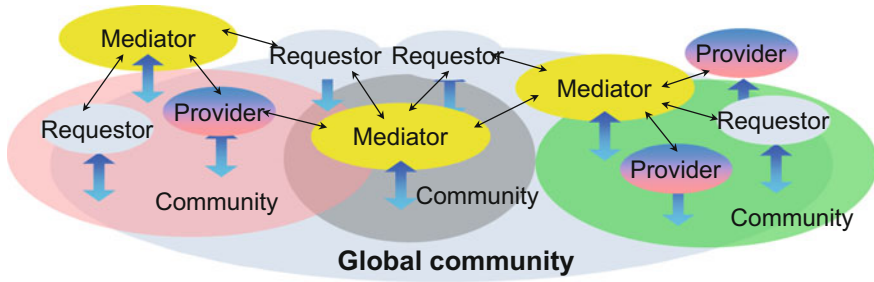 Mediator
Requestor
Requestor
Provider
Mediator
Requestor
Provider
Mediator
Requestor
Provider
Community
Community
Community
Global community